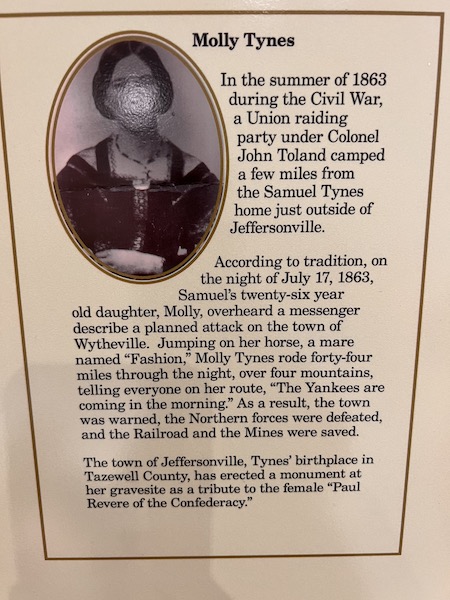 Molly Tynes
In the summer of 1863
during the Civil War,
a Union raiding
party under Colonel
John Toland camped
a few miles from
the Samuel Tynes
home just outside of
Jeffersonville.
According to tradition, on
the night of July 17, 1863,
Samuel's twenty-six year
old daughter, Molly, overheard a messenger
describe a planned attack on the town of
Wytheville. Jumping on her horse, a mare
named "Fashion," Molly Tynes rode forty-four
miles through the night, over four mountains,
telling everyone on her route, "The Yankees are
coming in the morning." As a result, the town
was warned, the Northern forces were defeated,
and the Railroad and the Mines were saved.
The town of Jeffersonville, Tynes' birthplace in
Tazewell County, has erected a monument at
her gravesite as a tribute to the female "Paul
Revere of the Confederacy."